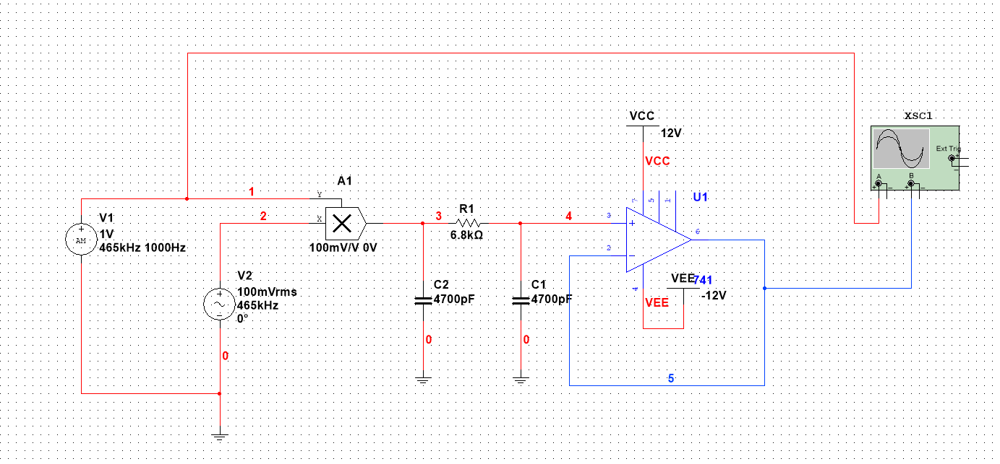 XSC1
VCC
12V
Ext Trig
+
VCC
_
A
B
A1
7
5
1
U1
Y
1
+
_
+
_
R1
2
X
3
4
3
V1
+
1V
6.8kΩ
+
6
AM
465kHz 1000Hz
100mV/V 0V
2
V2
VEE
741
+
100mVrms
C2
C1
4
-12V
465kHz
4700pF
4700pF
VEE
0°
0
0
0
5